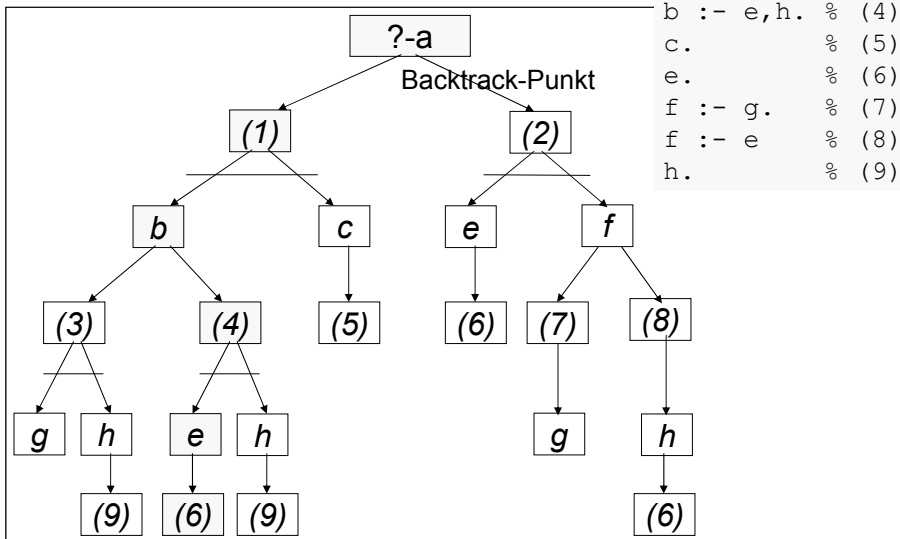 b :- e,h. % (4)
?-a
c. % (5)
Backtrack-Punkt
e. % (6)
f :- g. % (7)
(1) (2)
f :- e % (8)
h. % (9)
b c e f
(3) (4) (5) (6) (7) (8)
g h e h g h
(9) (6) (9) (6)